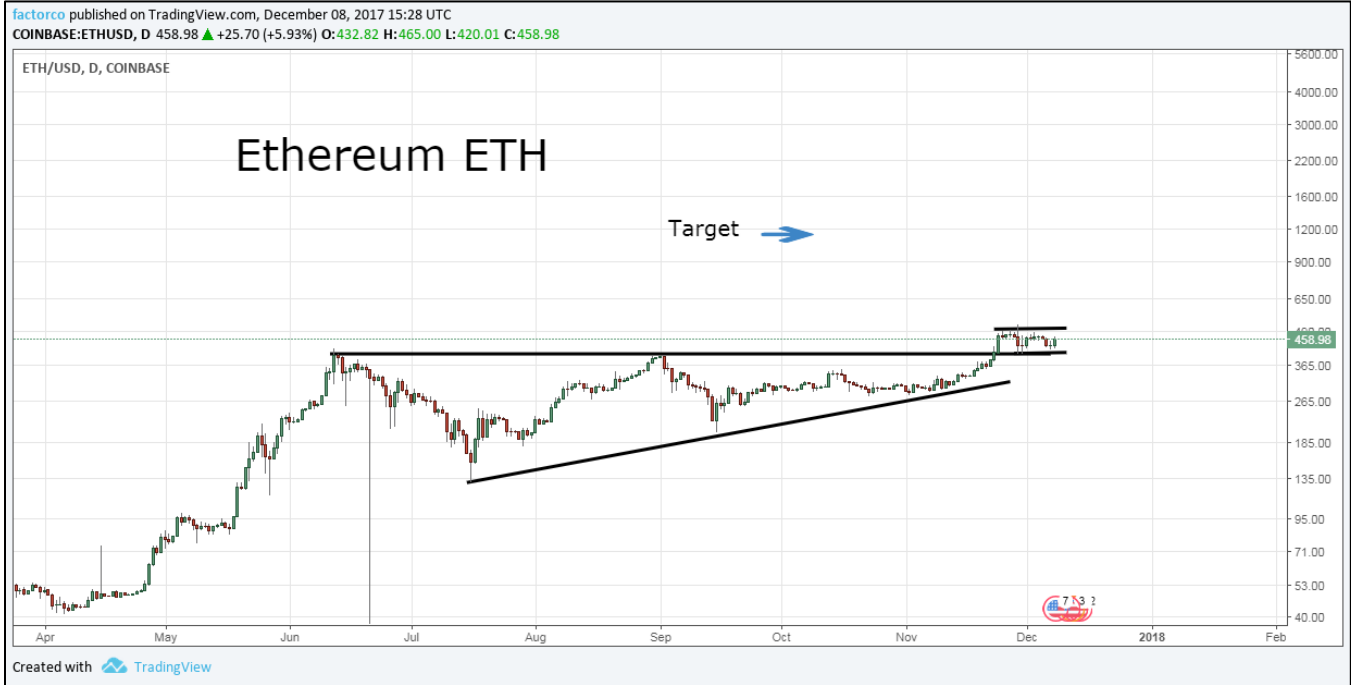 factorco published on TradingView.com, December 08, 2017 15:28 UTC
COINBASE:ETHUSD, D 458.98 ▲ +25.70 (+5.93%) O:432.82 H:465.00 L:420.01 C:458.98
ETH/USD, D, COINBASE
Ethereum ETH
Target
5600.00
4000.00
3000.00
2200.00
1600.00
1200.00
900.00
650.00
458.98
365.00
265.00
185.00
135.00
95.00
71.00
53.00
40.00
7 1 3 2
Apr May Jun Jul Aug Sep Oct Nov Dec 2018 Feb
Created with TradingView